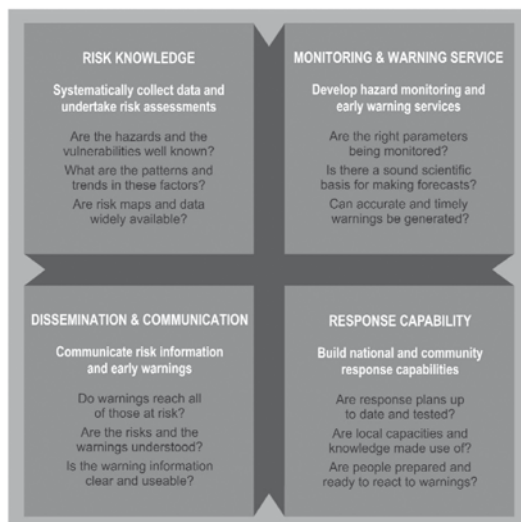 RISK KNOWLEDGE
Systematically collect data and
undertake risk assessments
Are the hazards and the
vulnerabilities well known?
What are the patterns and
trends in these factors?
Are risk maps and data
widely available?
MONITORING & WARNING SERVICE
Develop hazard monitoring and
early warning services
Are the right parameters
being monitored?
Is there a sound scientific
basis for making forecasts?
Can accurate and timely
warnings be generated?
DISSEMINATION & COMMUNICATION
Communicate risk information
and early warnings
Do warnings reach all
of those at risk?
Are the risks and the
warnings understood?
Is the warning information
clear and useable?
RESPONSE CAPABILITY
Build national and community
response capabilities
Are response plans up
to date and tested?
Are local capacities and
knowledge made use of?
Are people prepared and
ready to react to warnings?